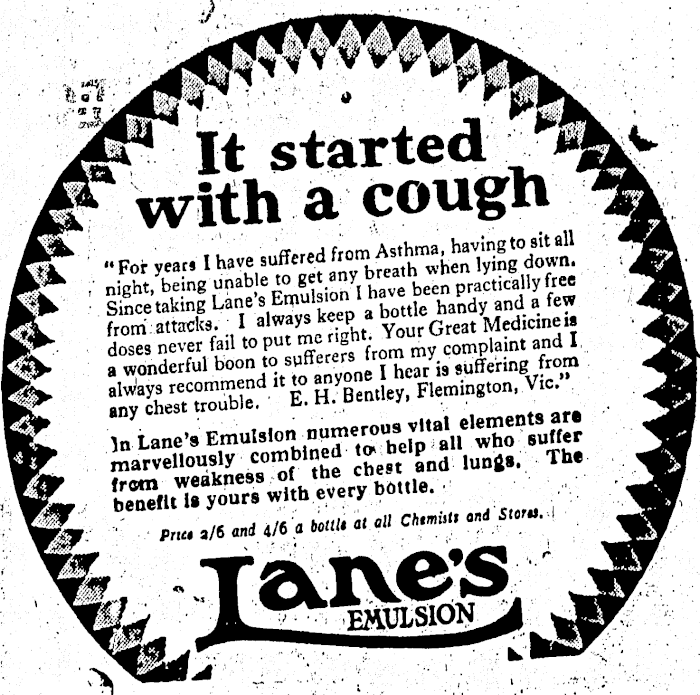 It started
with a cough
"For years I have suffered from Asthma, having to sit all
night, being unable to get any breath when lying down.
Since taking Lane's Emulsion I have been practically free
from attacks. I always keep a bottle handy and a few
doses never fail to put me right. Your Great Medicine is
a wonderful boon to sufferers from my complaint and I
always recommend it to anyone I hear is suffering from
any chest trouble. E. H. Bentley, Flemington, Vic."
In Lane's Emulsion numerous vital elements are
marvellously combined to help all who suffer
from weakness of the chest and lungs. The
benefit is yours with every bottle.
Price 2/6 and 4/6 a bottle at all Chemists and Stores.
Lane's
EMULSION